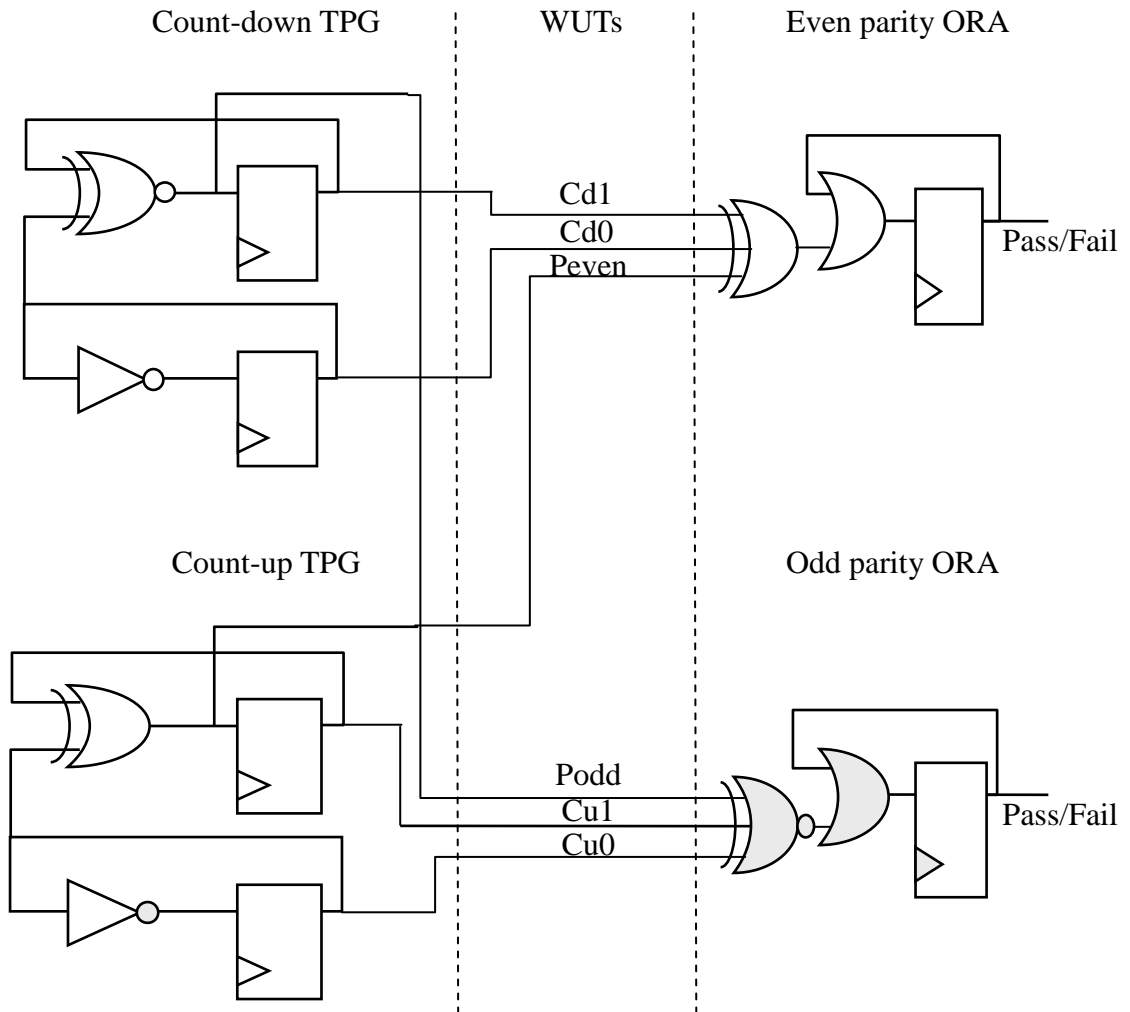 Count-down TPG
WUTs
Even parity ORA
Cd1
Cd0
Peven
Pass/Fail
Count-up TPG
Odd parity ORA
Podd
Cu1
Cu0
Pass/Fail